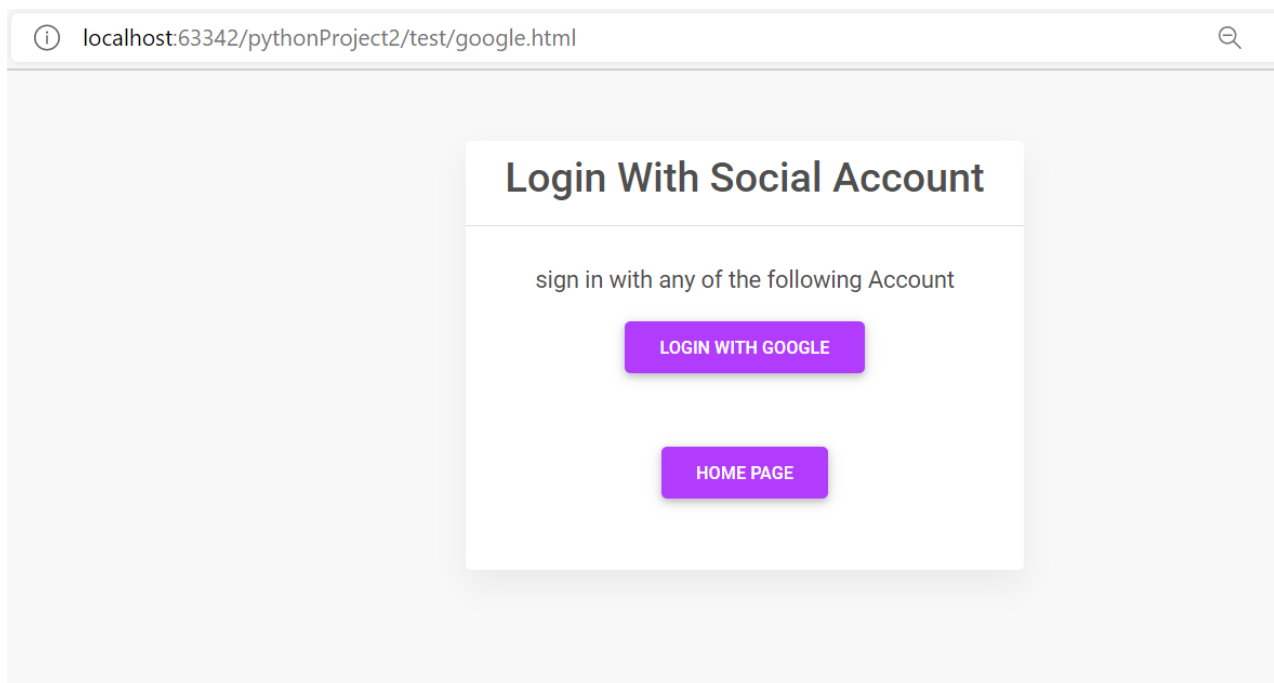 localhost:63342/pythonProject2/test/google.html
Login With Social Account
sign in with any of the following Account
LOGIN WITH GOOGLE
HOME PAGE